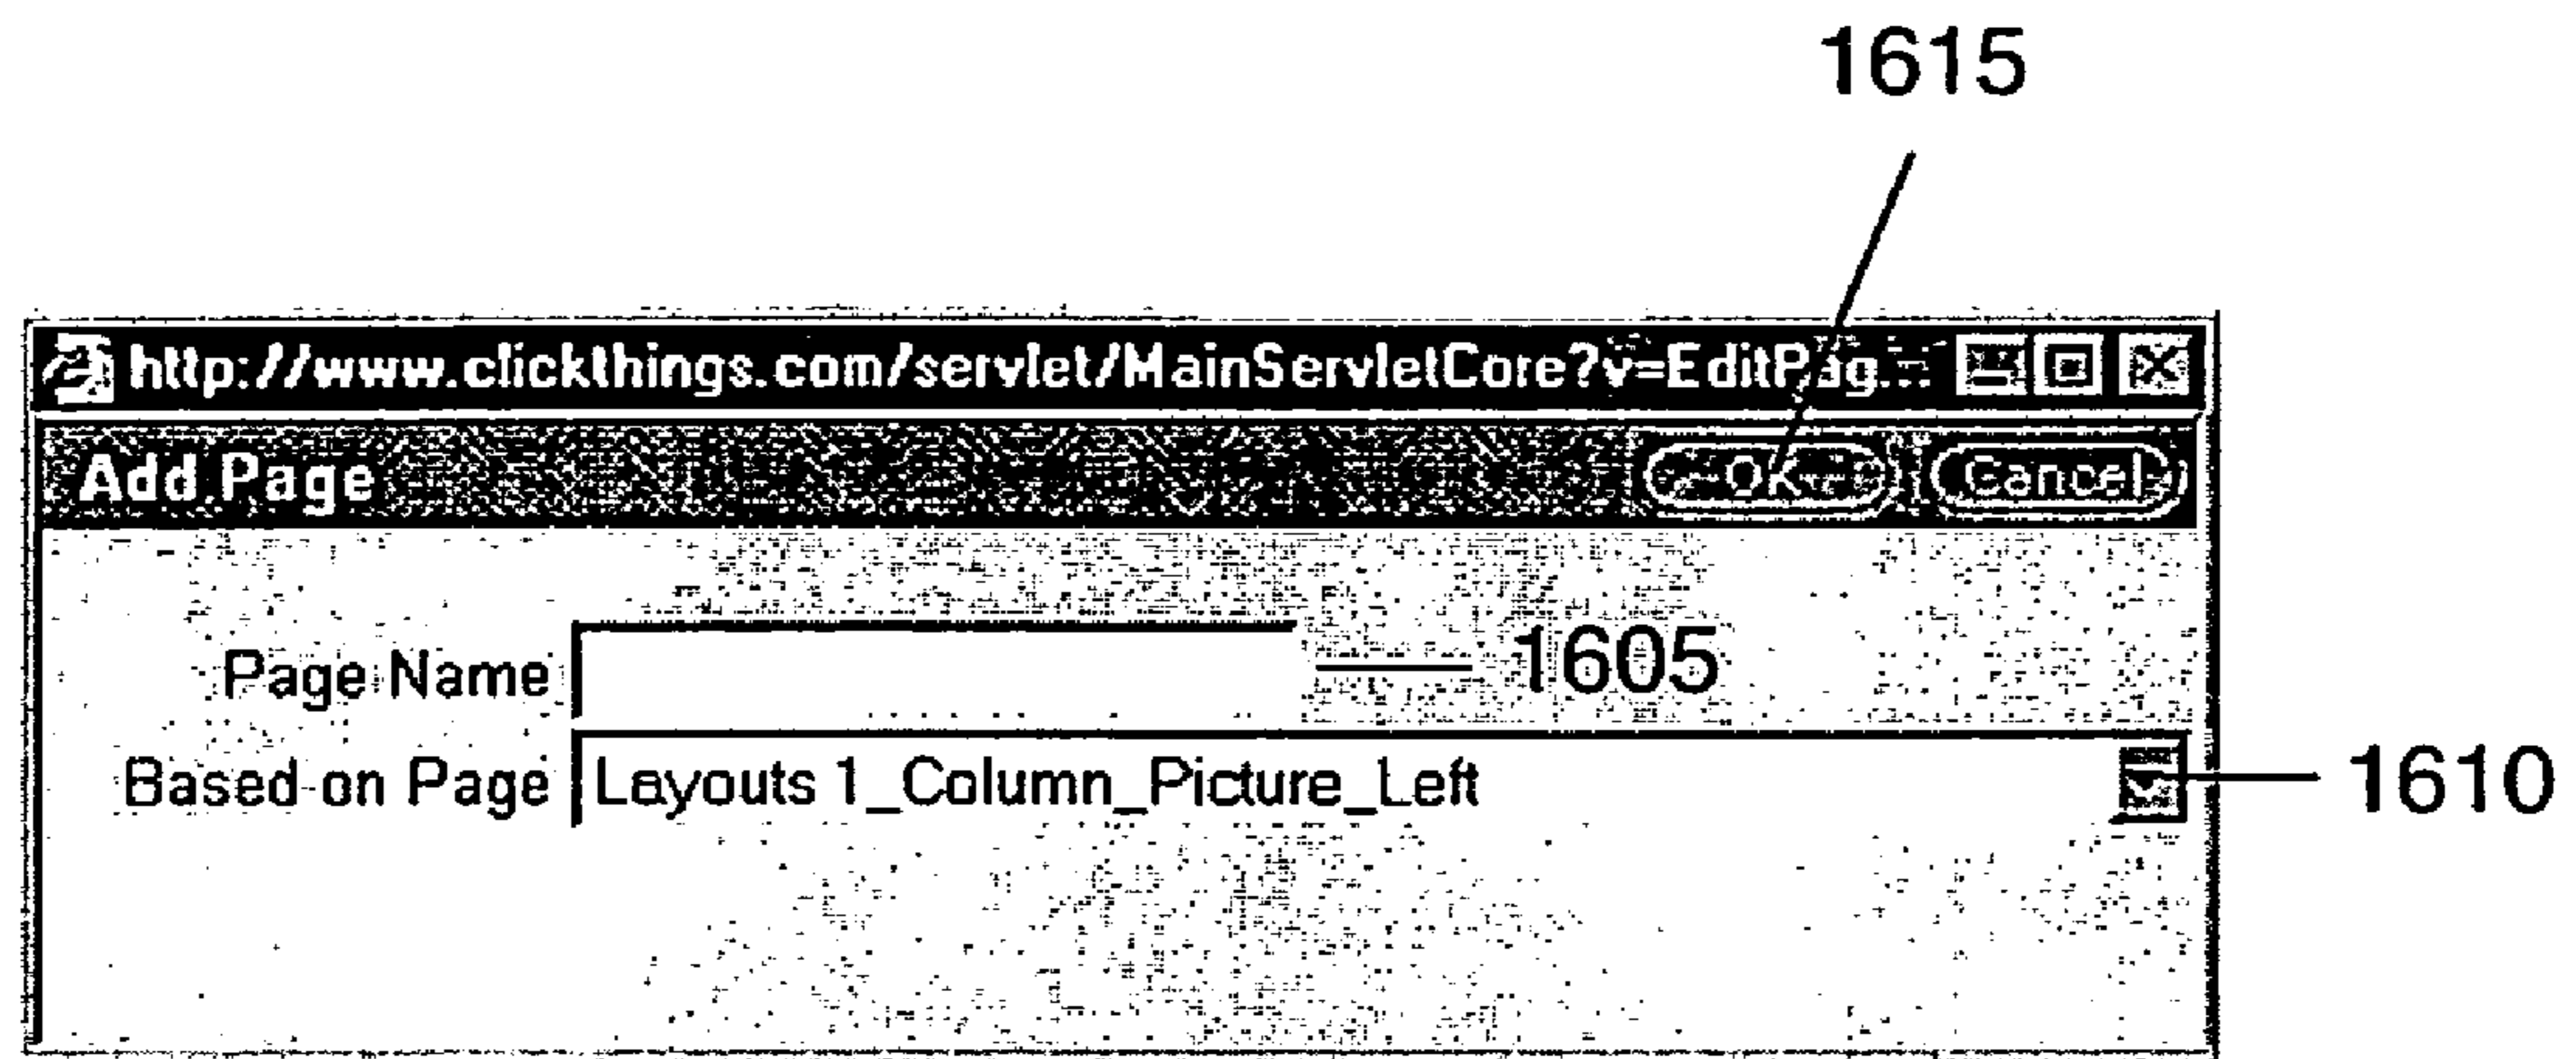 1615
http://www.clickthings.com/servlet/MainServletCore?v=EditPag...
Add Page OK Cancel
Page Name 1605
Based on Page Layouts 1_Column_Picture_Left 1610